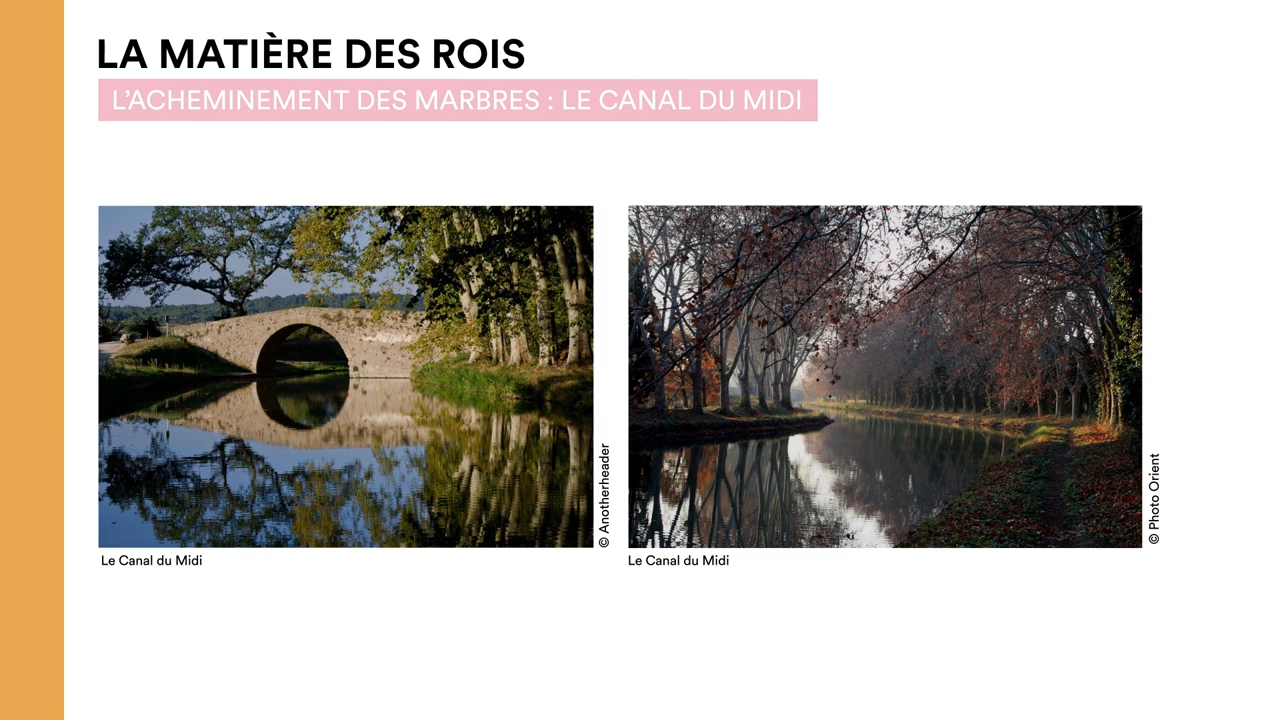 LA MATIÈRE DES ROIS
L’ACHEMINEMENT DES MARBRES : LE CANAL DU MIDI
© Anotherheader
Le Canal du Midi
© Photo Orient
Le Canal du Midi